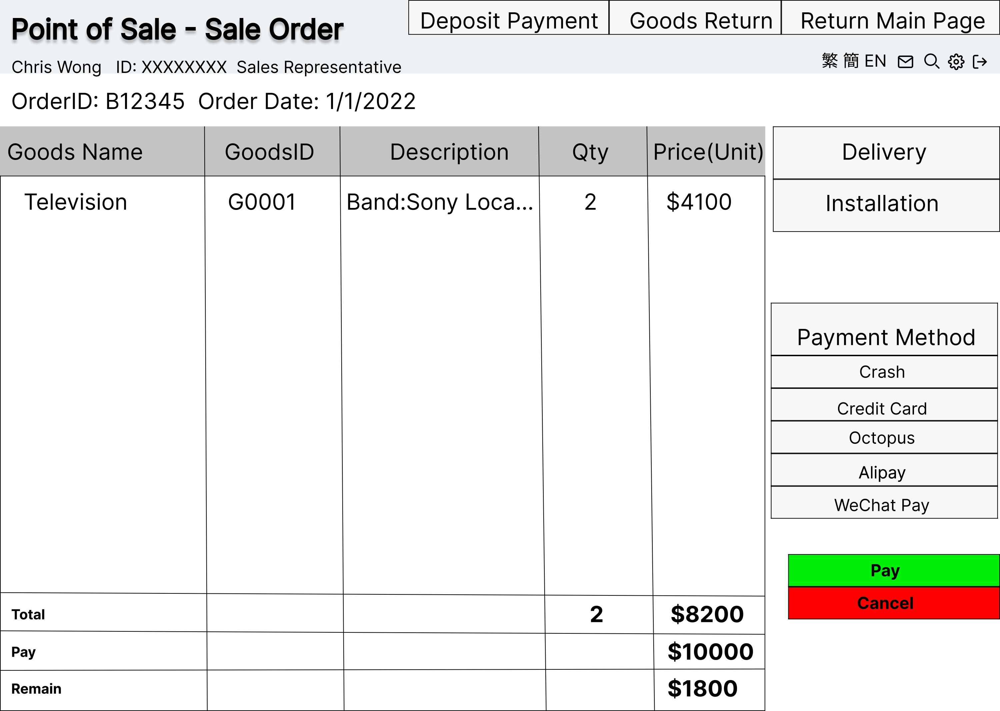 Deposit Payment Goods Return Return Main Page
Point of Sale - Sale Order
Chris Wong ID: XXXXXXXX Sales Representative
繁 簡 EN
OrderID: B12345 Order Date: 1/1/2022
Goods Name GoodsID Description Qty Price(Unit)
Television G0001 Band:Sony Loca... 2 $4100
Total 2 $8200
Pay $10000
Remain $1800
Delivery
Installation
Payment Method
Crash
Credit Card
Octopus
Alipay
WeChat Pay
Pay
Cancel